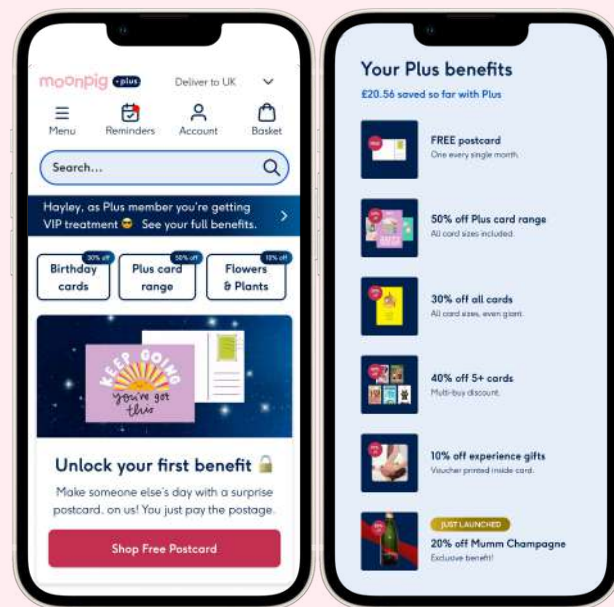 moonpig +plus
Deliver to UK
Menu
Reminders
Account
Basket
Search...
Hayley, as Plus member you're getting
VIP treatment 😎 See your full benefits.
30% off
Birthday
cards
50% off
Plus card
range
10% off
Flowers
& Plants
KEEP GOING
you've got
this
Unlock your first benefit 🔒
Make someone else's day with a surprise
postcard, on us! You just pay the postage.
Shop Free Postcard
Your Plus benefits
£20.56 saved so far with Plus
FREE postcard
One every single month.
50% off Plus card range
All card sizes included.
30% off all cards
All card sizes, even giant.
40% off 5+ cards
Multi-buy discount.
10% off experience gifts
Voucher printed inside card.
JUST LAUNCHED
20% off Mumm Champagne
Exclusive benefit!